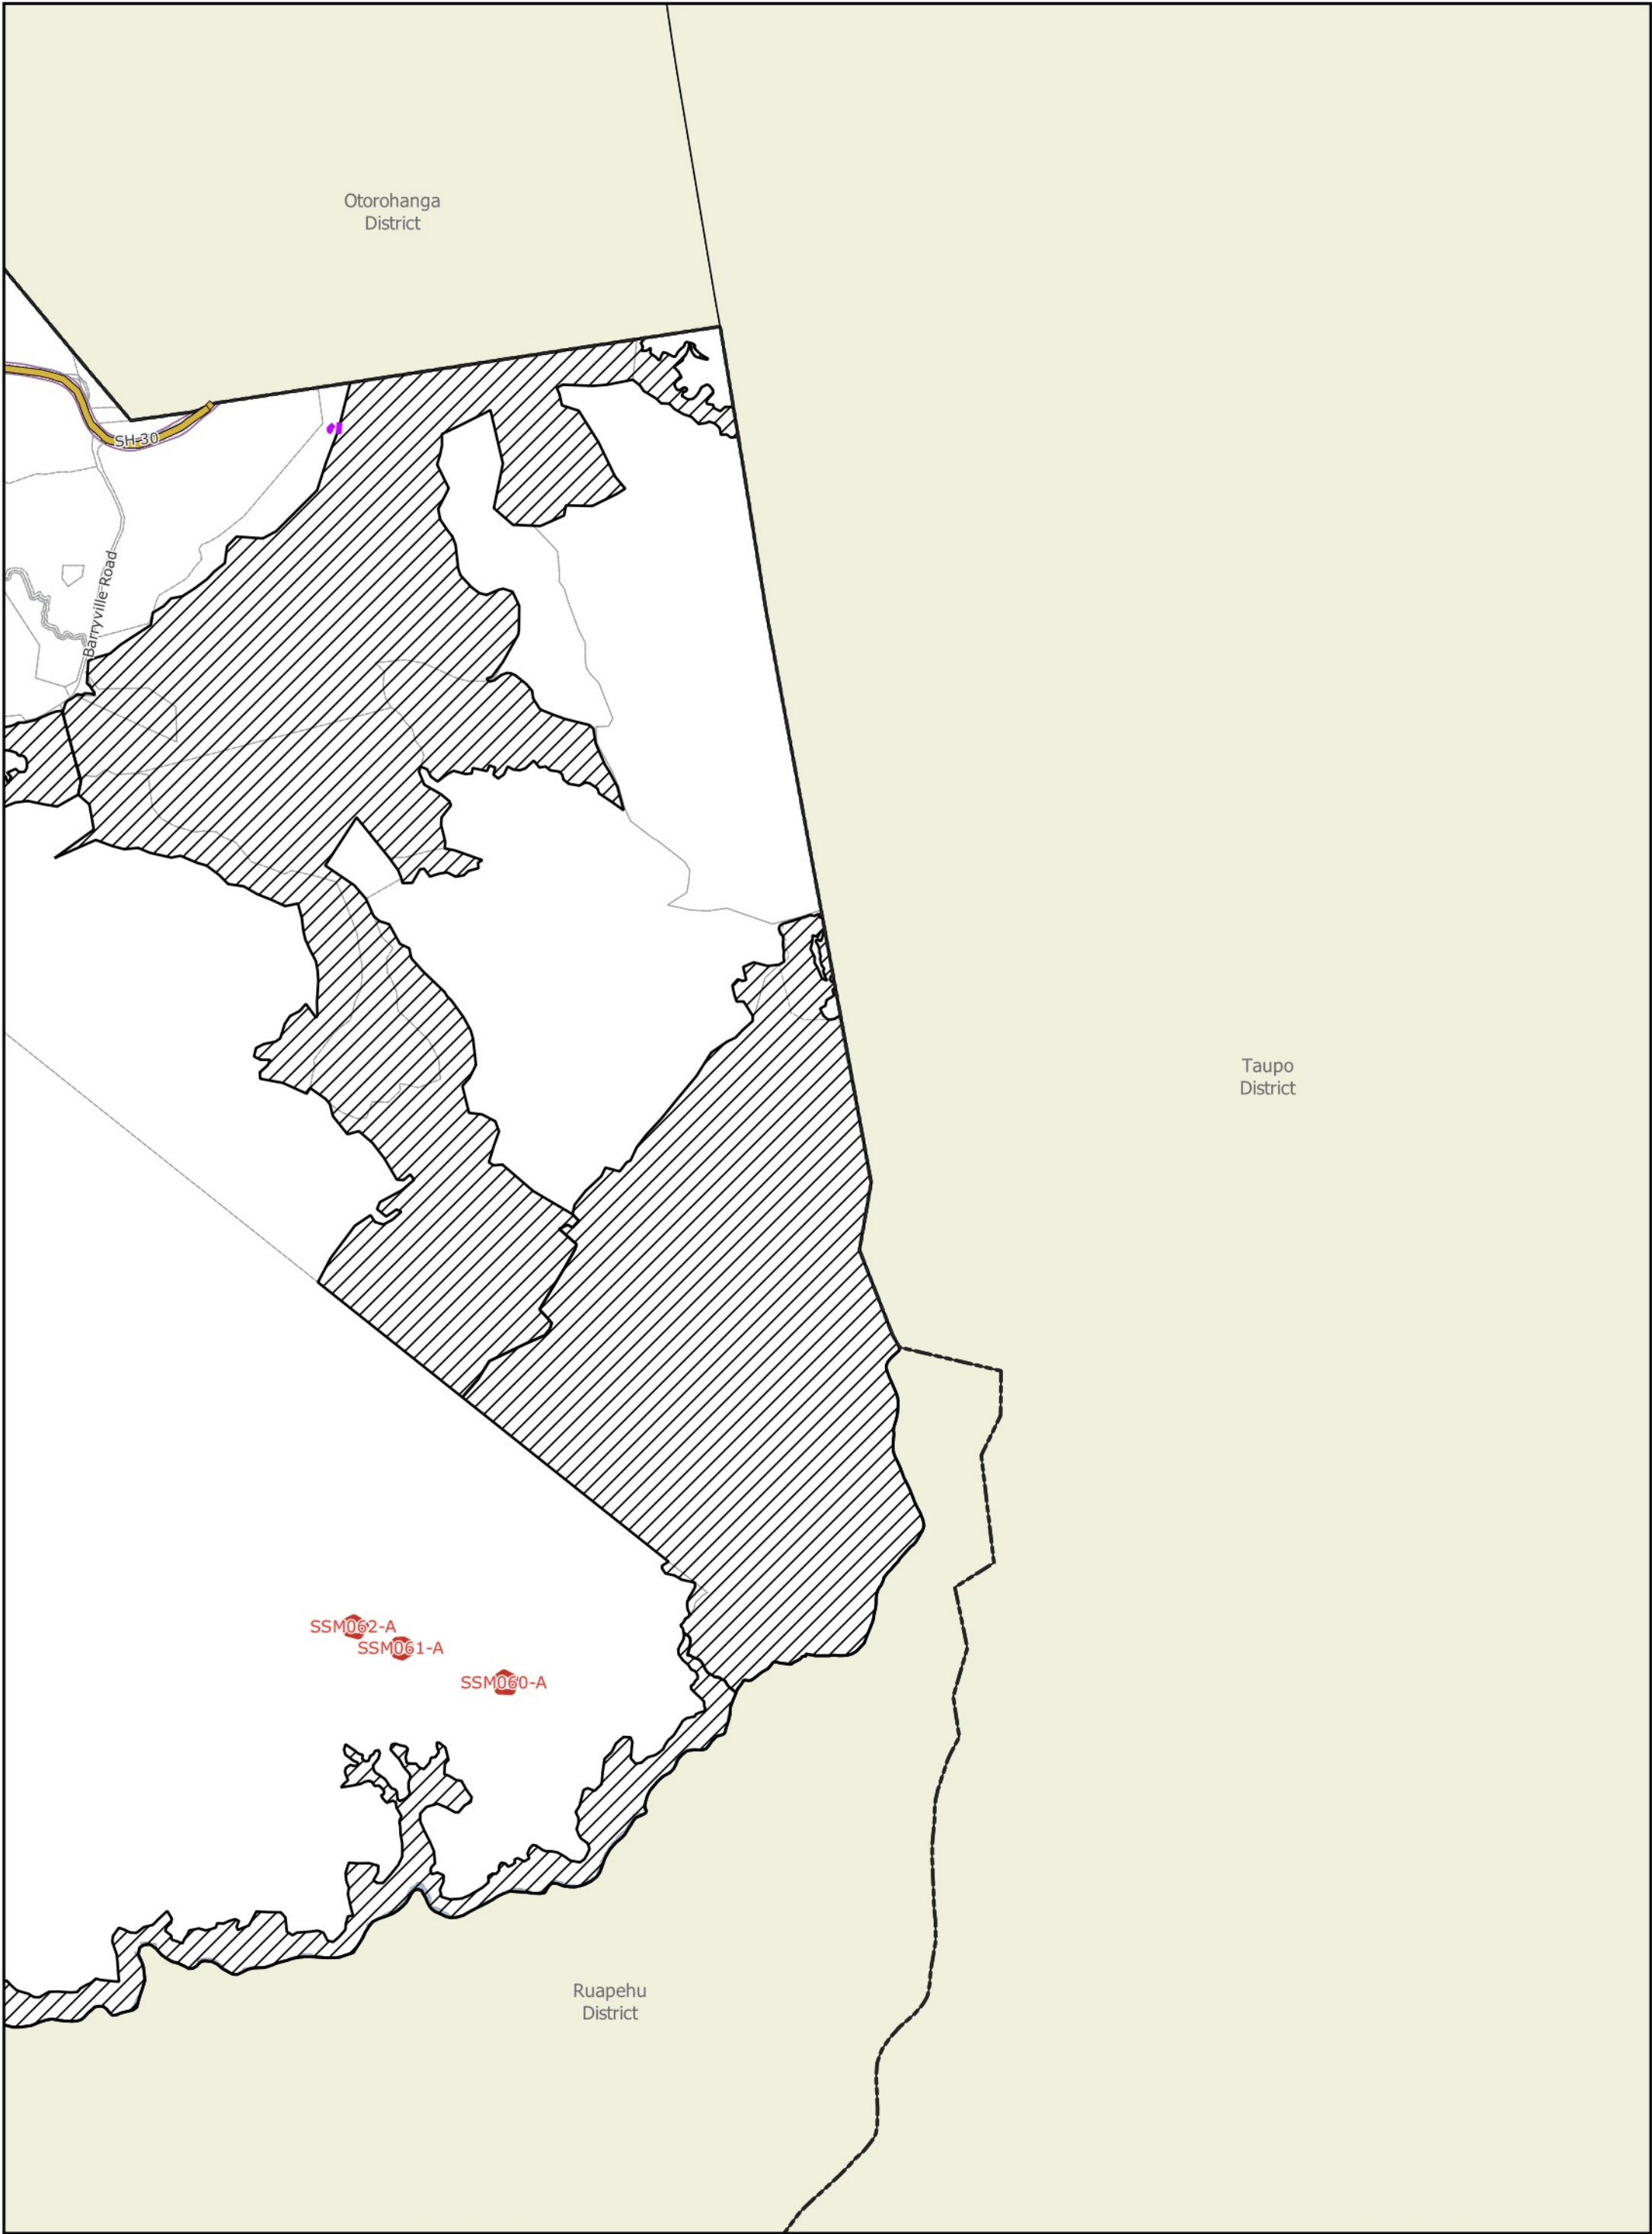 Otorohanga
District
SH 30
Barryville Road
Taupo
District
SSM062-A
SSM061-A
SSM060-A
Ruapehu
District